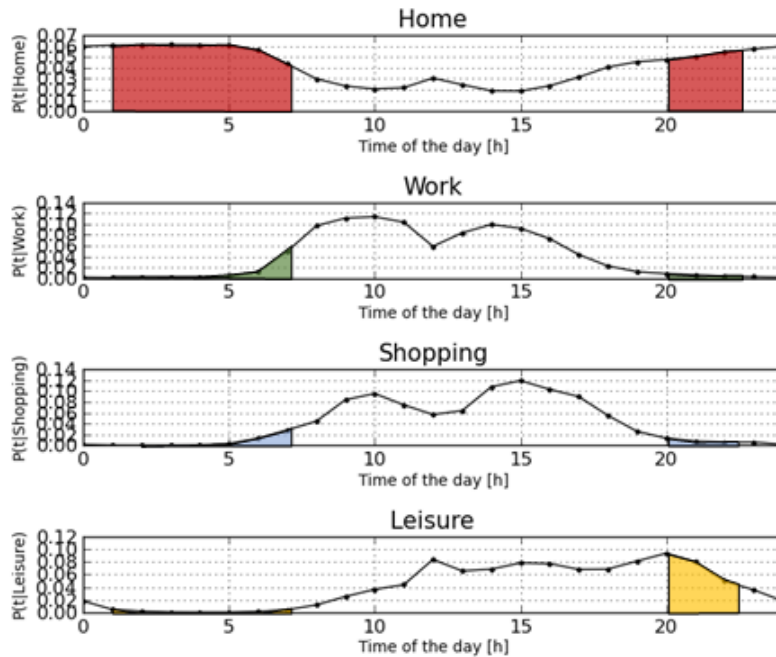 Home
P(t|Home)
0.07
0.06
0.05
0.04
0.03
0.02
0.01
0.00
0 5 10 15 20
Time of the day [h]
Work
P(t|Work)
0.14
0.12
0.10
0.08
0.06
0.04
0.02
0.00
0 5 10 15 20
Time of the day [h]
Shopping
P(t|Shopping)
0.14
0.12
0.10
0.08
0.06
0.04
0.02
0.00
0 5 10 15 20
Time of the day [h]
Leisure
P(t|Leisure)
0.12
0.10
0.08
0.06
0.04
0.02
0.00
0 5 10 15 20
Time of the day [h]